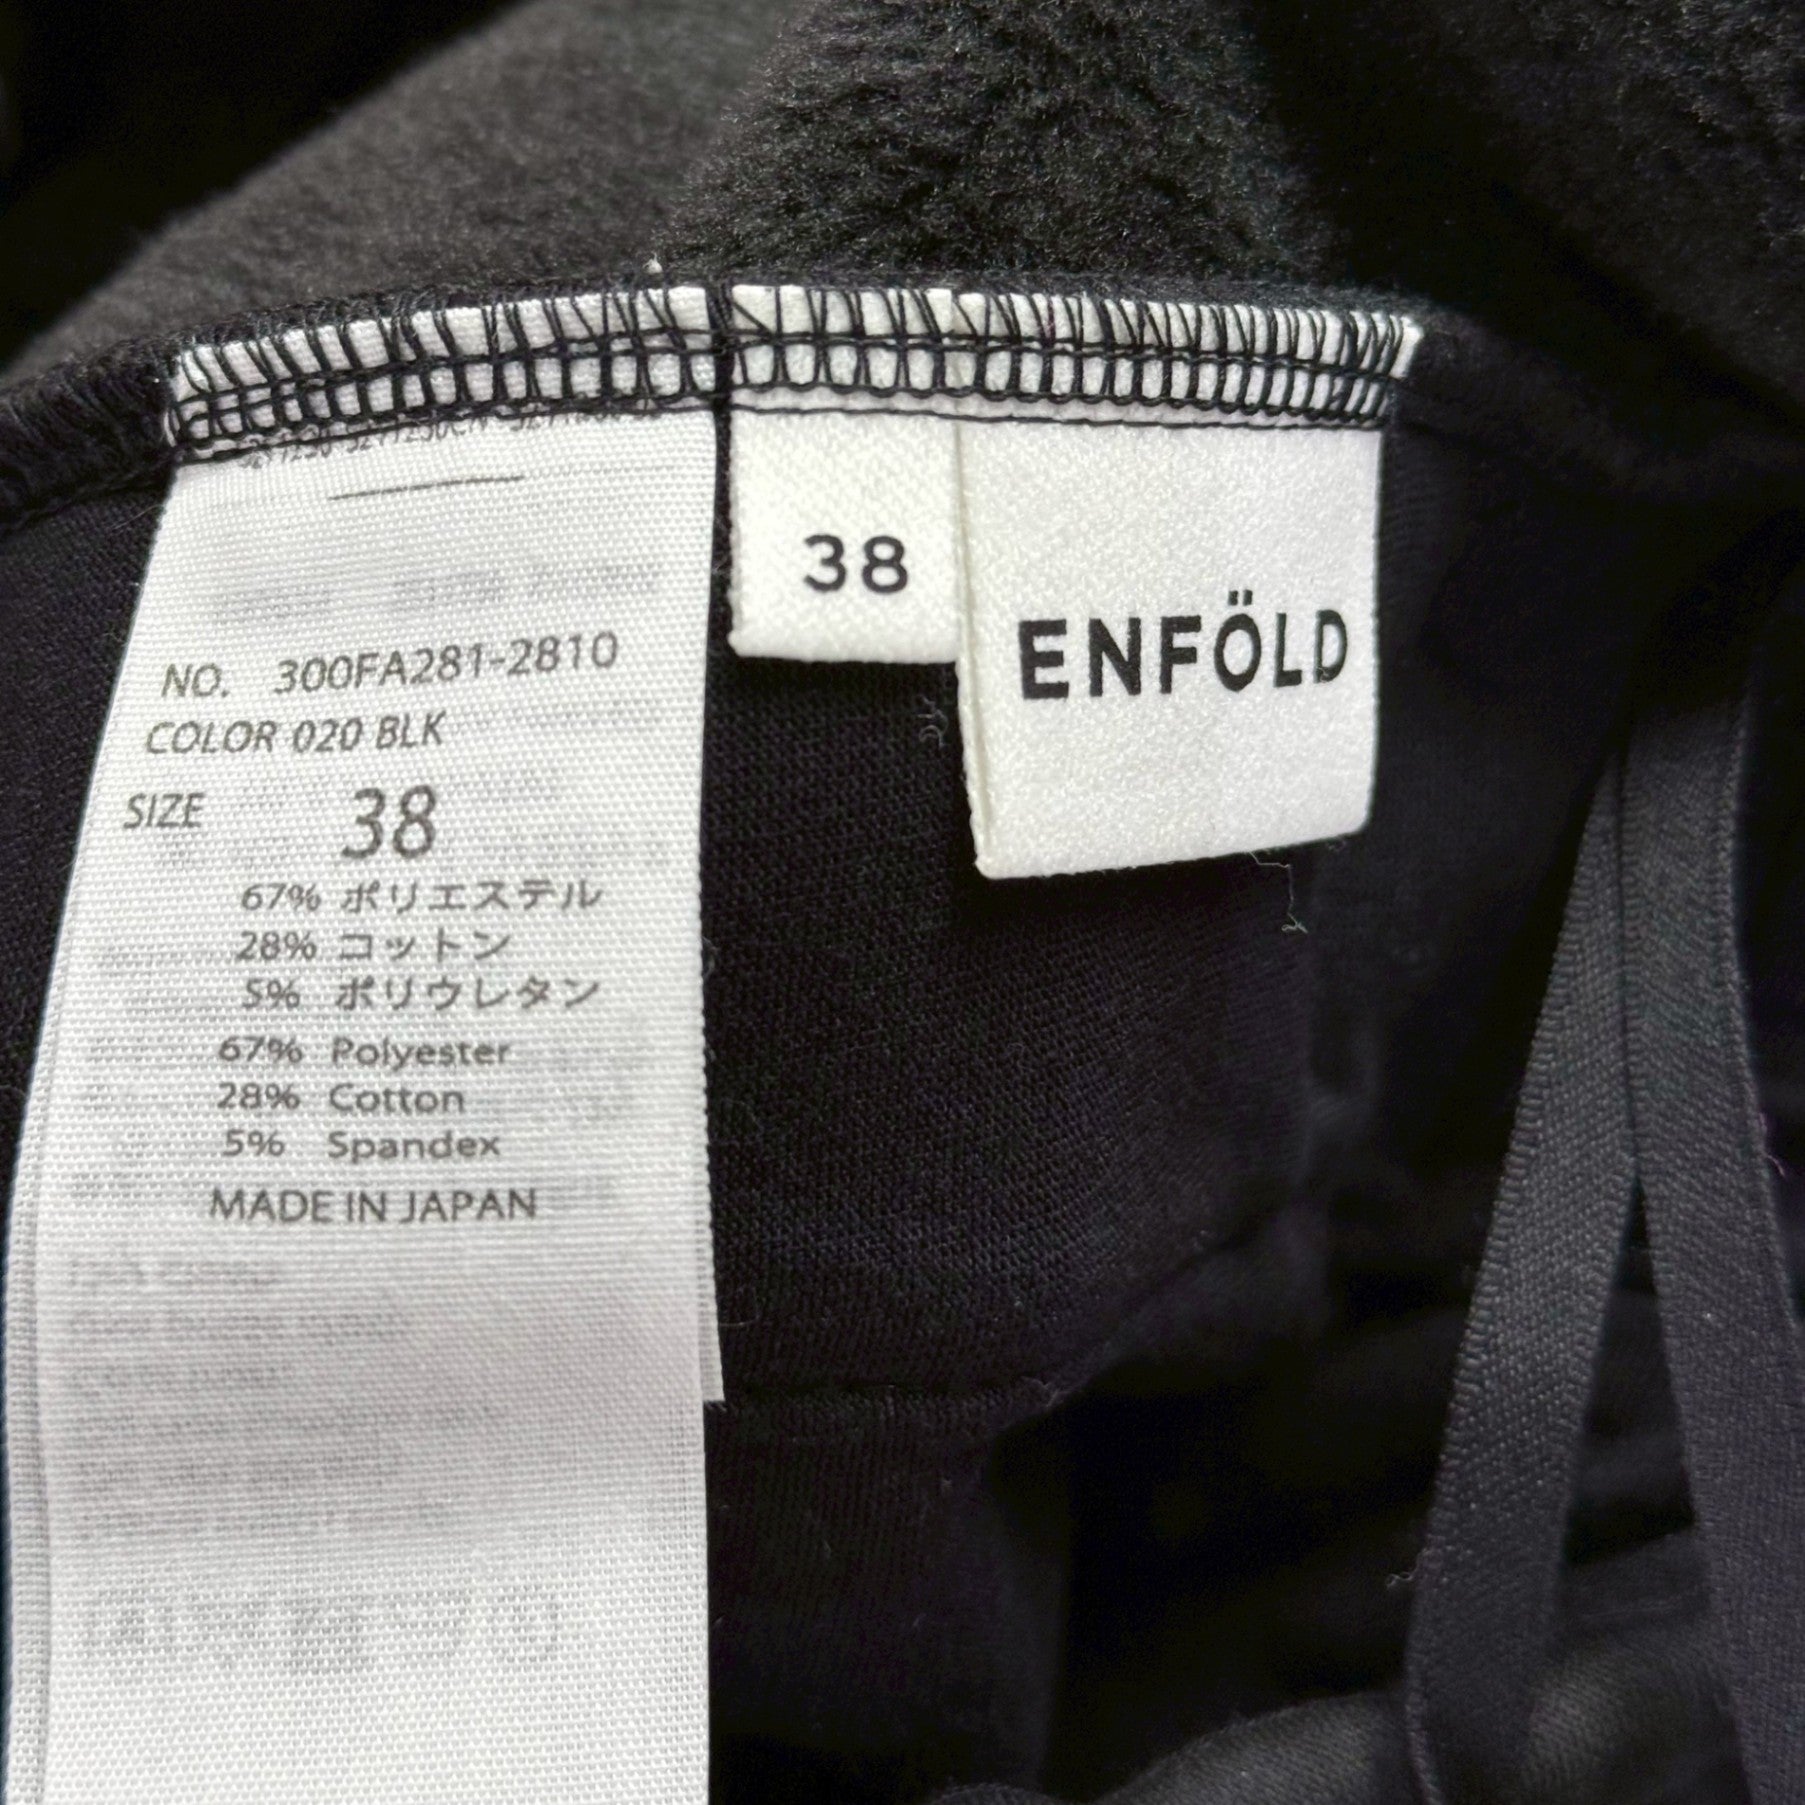 NO. 300FA281-2810
COLOR 020 BLK
SIZE 38
67% ポリエステル
28% コットン
5% ポリウレタン
67% Polyester
28% Cotton
5% Spandex
MADE IN JAPAN
38
ENFÖLD